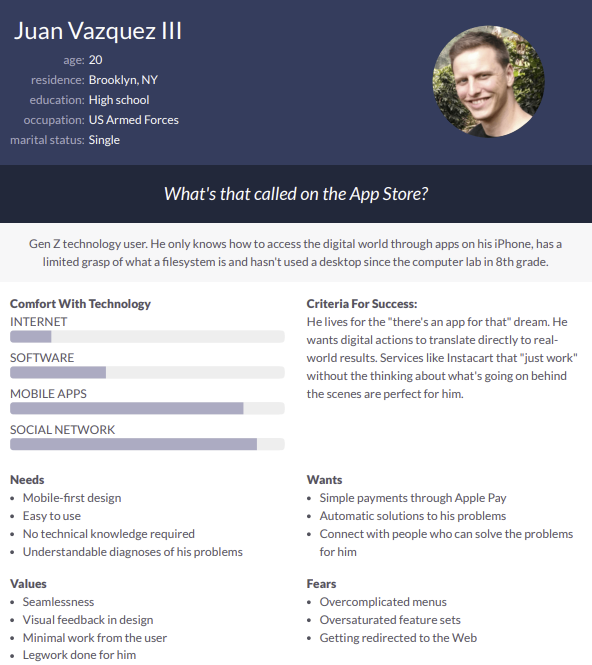 Juan Vazquez III
age: 20
residence: Brooklyn, NY
education: High school
occupation: US Armed Forces
marital status: Single
What's that called on the App Store?
Gen Z technology user. He only knows how to access the digital world through apps on his iPhone, has a
limited grasp of what a filesystem is and hasn't used a desktop since the computer lab in 8th grade.
Comfort With Technology
INTERNET
SOFTWARE
MOBILE APPS
SOCIAL NETWORK
Criteria For Success:
He lives for the "there's an app for that" dream. He
wants digital actions to translate directly to real-
world results. Services like Instacart that "just work"
without the thinking about what's going on behind
the scenes are perfect for him.
Needs
• Mobile-first design
• Easy to use
• No technical knowledge required
• Understandable diagnoses of his problems
Wants
• Simple payments through Apple Pay
• Automatic solutions to his problems
• Connect with people who can solve the problems
for him
Values
• Seamlessness
• Visual feedback in design
• Minimal work from the user
• Legwork done for him
Fears
• Overcomplicated menus
• Oversaturated feature sets
• Getting redirected to the Web